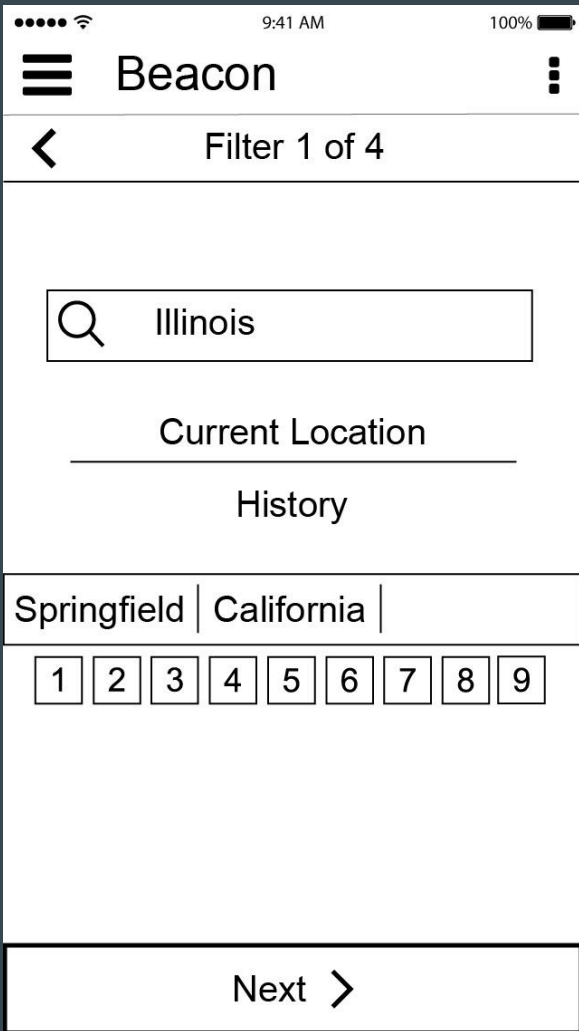 9:41 AM 100%
Beacon
Filter 1 of 4
Illinois
Current Location
History
Springfield California
1 2 3 4 5 6 7 8 9
Next